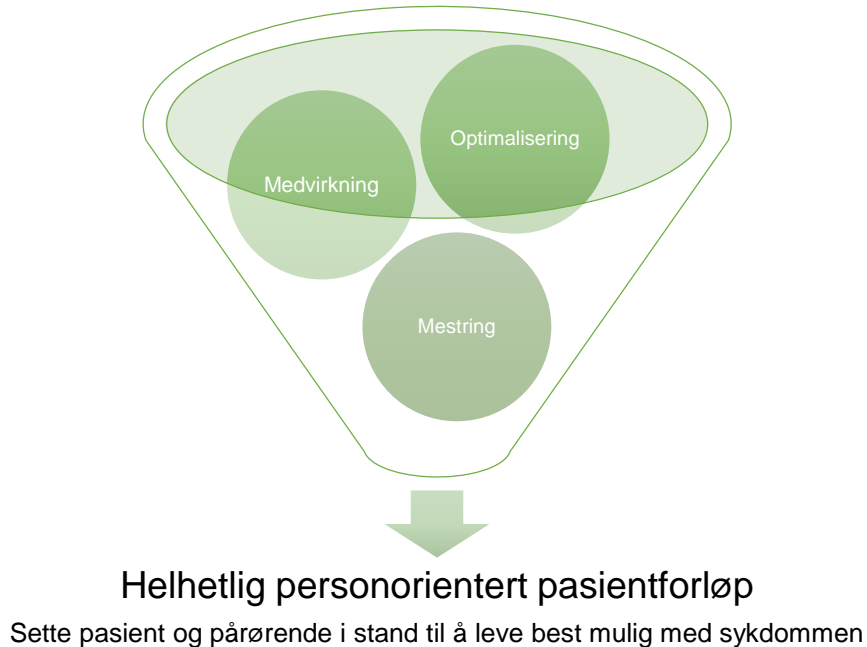 Optimalisering
Medvirkning
Mestring
Helhetlig personorientert pasientforløp
Sette pasient og pårørende i stand til å leve best mulig med sykdommen